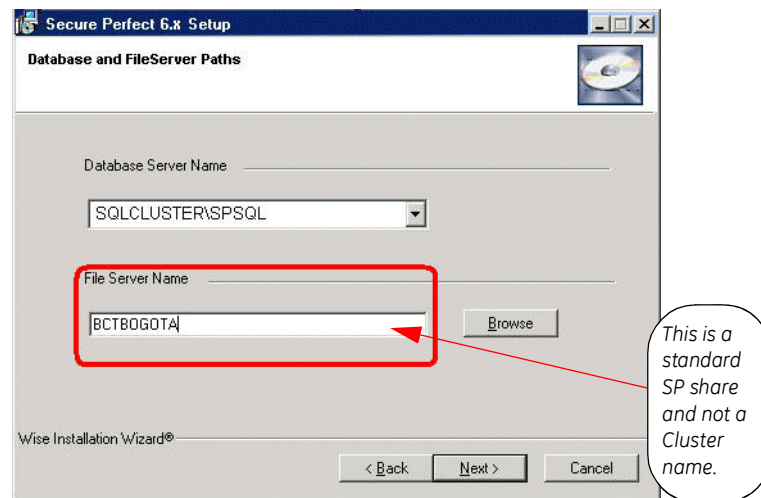 Secure Perfect 6.x Setup
Database and FileServer Paths
Database Server Name
SQLCLUSTER\SPSQL
File Server Name
BCTBOGOTA
Browse
This is a
standard
SP share
and not a
Cluster
name.
Wise Installation Wizard®
< Back
Next >
Cancel